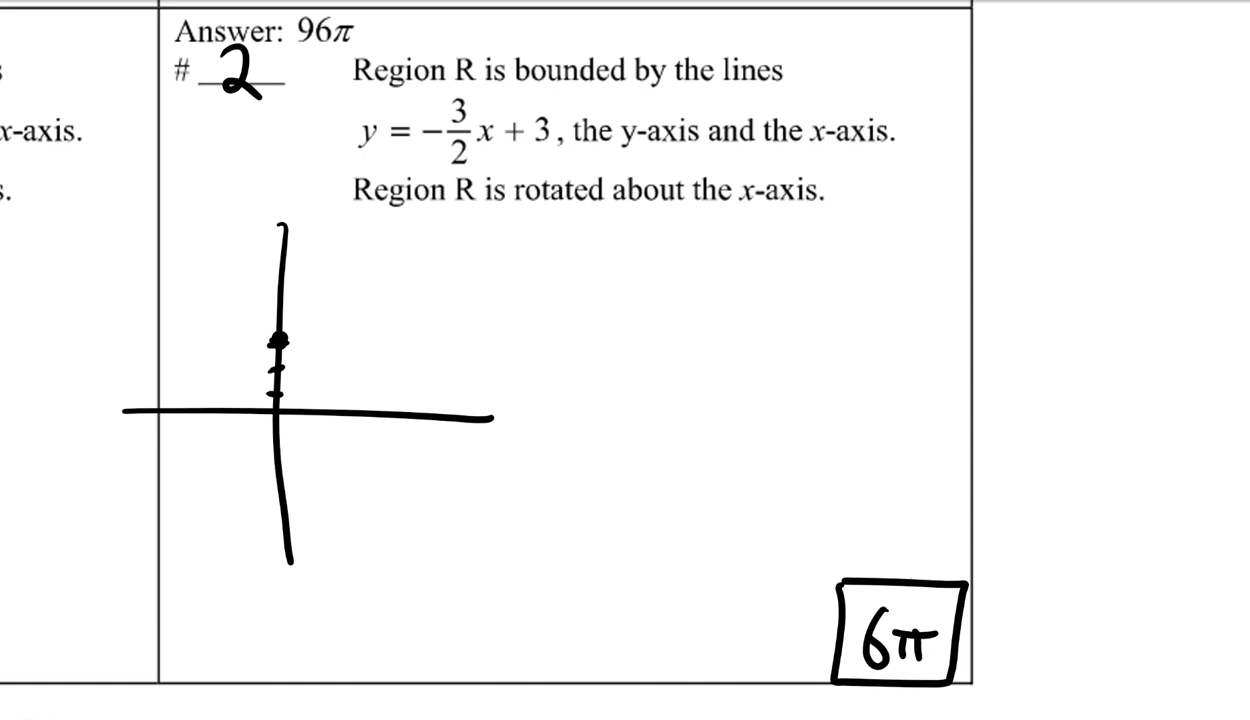 Answer: 96π
# 2 Region R is bounded by the lines
x-axis. y = -3/2 x + 3, the y-axis and the x-axis.
s. Region R is rotated about the x-axis.
6π